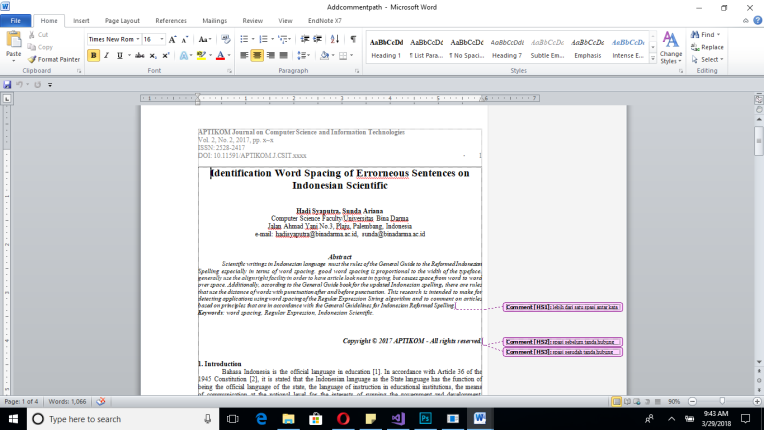 Addcommentpath - Microsoft Word
File Home Insert Page Layout References Mailings Review View EndNote X7
Paste
Cut
Copy
Format Painter
Clipboard
Times New Rom 16
B I U abc x₂ x² A
Font
Paragraph
AaBbCcDd AaBbCcDd AaBbCcDd AaBbCcDd AaBbCcDd AaBbCcDd AaBbCcDd
Heading 1 ¶ List Para... ¶ No Spaci... Heading 7 Subtle Em... Emphasis Intense E...
Styles
Change Styles
Find
Replace
Select
Editing
APTIKOM Journal on Computer Science and Information Technologies
Vol. 2, No. 2, 2017, pp. x~x
ISSN: 2528-2417
DOI: 10.11591/APTIKOM.J.CSIT.xxxx 1
Identification Word Spacing of Errorneous Sentences on
Indonesian Scientific
Hadi Syaputra, Sunda Ariana
Computer Science Faculty Universitas Bina Darma
Jalan Ahmad Yani No.3, Plaju, Palembang, Indonesia
e-mail: hadisyaputra@binadarma.ac.id, sunda@binadarma.ac.id
Abstract
Scientific writings in Indonesian language must the rules of the General Guide to the Reformed Indonesian
Spelling especially in terms of word spacing. good word spacing is proportional to the width of the typeface.
generally use the align right facility in order to have article look neat in typing, but causes space from word to word
over space. Additionally, according to the General Guide book for the updated Indonesian spelling, there are rules
that use the distance of words with punctuation after and before punctuation. This research is intended to make for
detecting applications using word spacing of the Regular Expression String algorithm and to comment on articles
based on principles that are in accordance with the General Guidelines for Indonesian Reformed Spelling
Keywords: word spacing, Regular Expression, Indonesian Scientific.
Comment [HS1]: lebih dari satu spasi antar kata
Copyright © 2017 APTIKOM - All rights reserved.
Comment [HS2]: spasi sebelum tanda hubung
Comment [HS3]: spasi sesudah tanda hubung
1. Introduction
Bahasa Indonesia is the official language in education [1]. In accordance with Article 36 of the
1945 Constitution [2], it is stated that the Indonesian language as the State language has the function of
being the official language of the state, the language of instruction in educational institutions, the means
of communication at the national level for the interests of running the government and development
Page: 1 of 4 Words: 1,066 90%
Type here to search
9:43 AM
3/29/2018